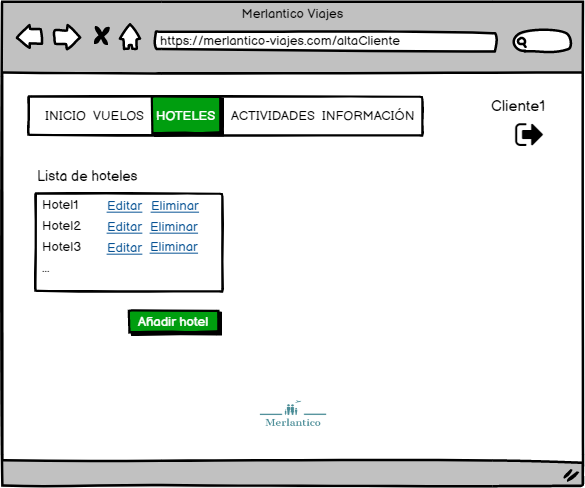 Merlantico Viajes
https://merlantico-viajes.com/altaCliente
INICIO VUELOS HOTELES ACTIVIDADES INFORMACIÓN
Cliente1
Lista de hoteles
Hotel1 Editar Eliminar
Hotel2 Editar Eliminar
Hotel3 Editar Eliminar
...
Añadir hotel
Merlantico